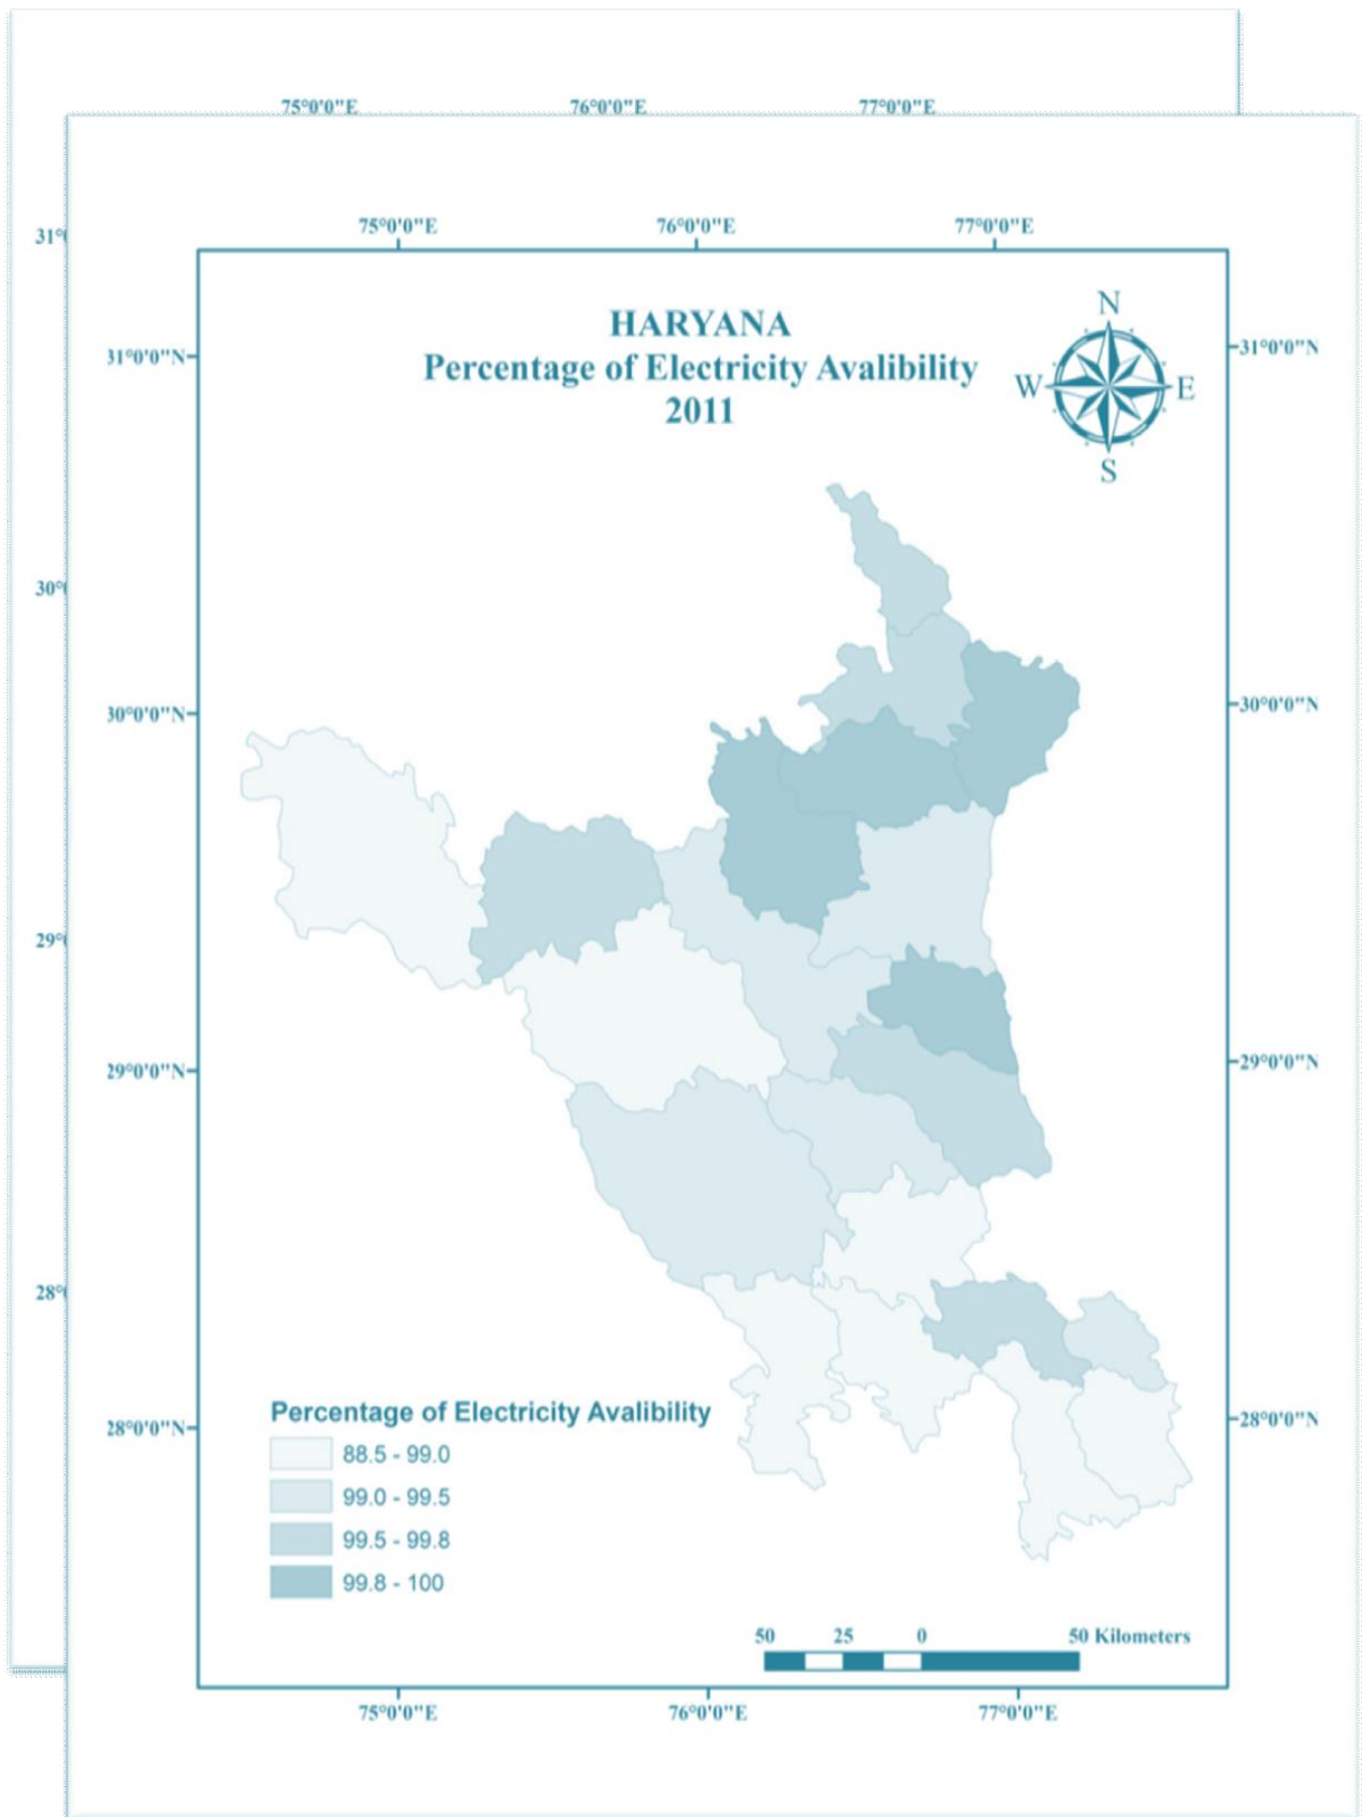 75°0'0"E 76°0'0"E 77°0'0"E
75°0'0"E 76°0'0"E 77°0'0"E
31°
N
HARYANA
31°0'0"N 31°0'0"N
Percentage of Electricity Avalibility
W E
2011
S
30°
30°0'0"N 30°0'0"N
29°
29°0'0"N 29°0'0"N
28°
Percentage of Electricity Avalibility
28°0'0"N 28°0'0"N
88.5 - 99.0
99.0 - 99.5
99.5 - 99.8
99.8 - 100
50 25 0 50 Kilometers
75°0'0"E 76°0'0"E 77°0'0"E